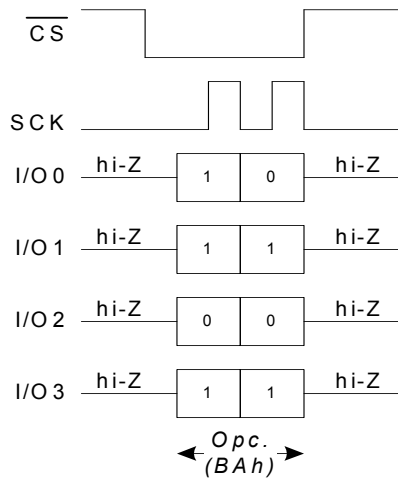 CS
SCK
hi-Z hi-Z
I/O 0 1 0
hi-Z hi-Z
I/O 1 1 1
hi-Z hi-Z
I/O 2 0 0
hi-Z hi-Z
I/O 3 1 1
Opc.
(BAh)